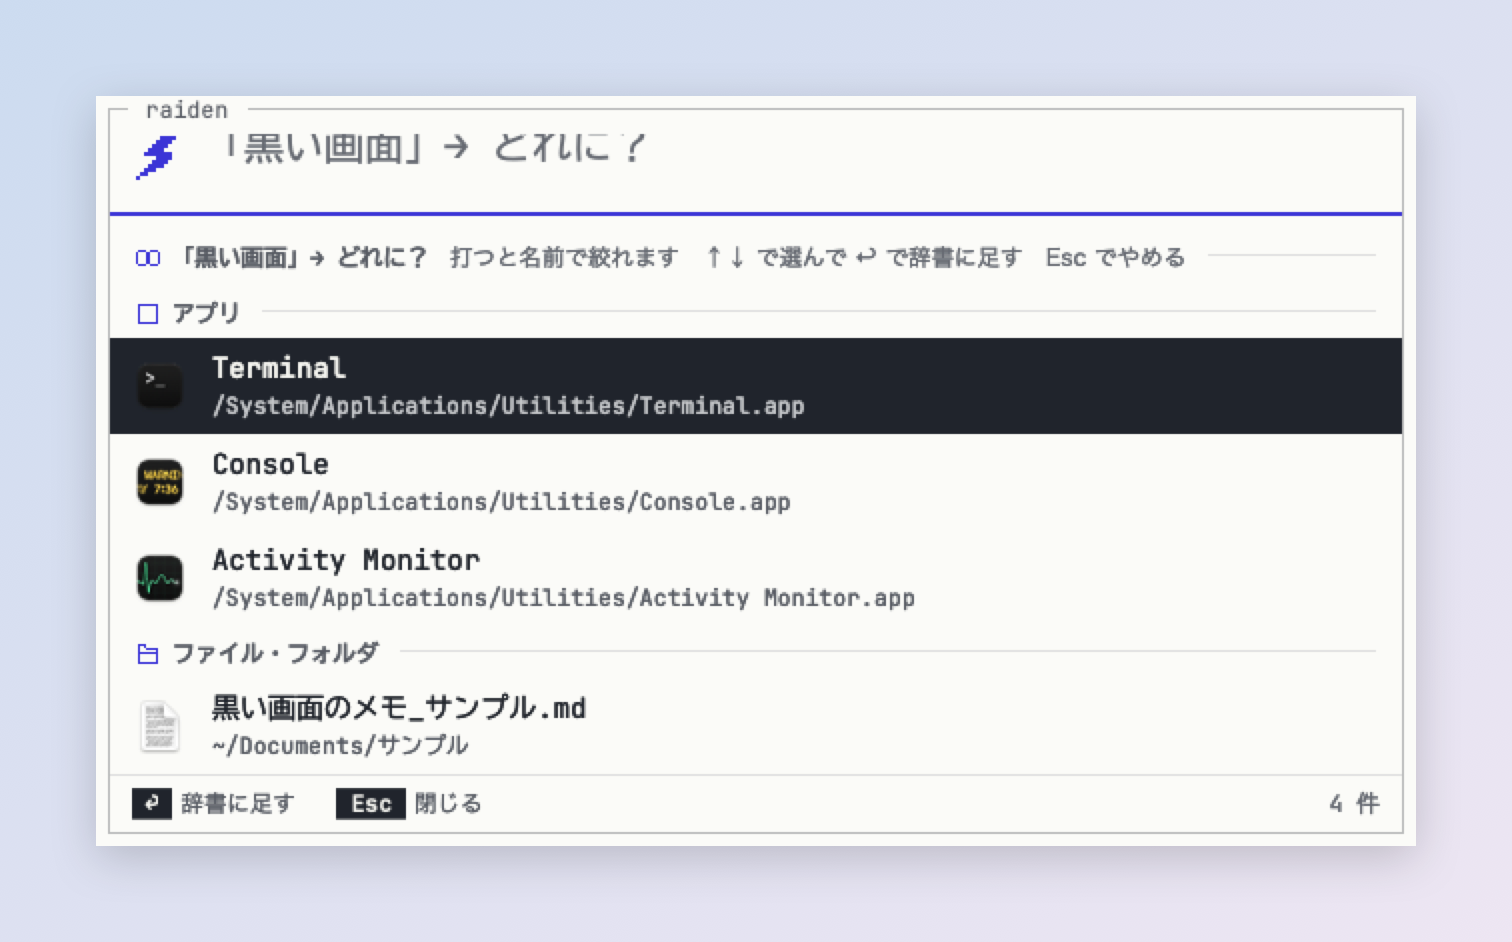 raiden
「黒い画面」→ どれに？
「黒い画面」→ どれに？ 打つと名前で絞れます ↑↓ で選んで ↩ で辞書に足す Esc でやめる
アプリ
Terminal
/System/Applications/Utilities/Terminal.app
Console
/System/Applications/Utilities/Console.app
Activity Monitor
/System/Applications/Utilities/Activity Monitor.app
ファイル・フォルダ
黒い画面のメモ_サンプル.md
~/Documents/サンプル
↩ 辞書に足す Esc 閉じる 4 件